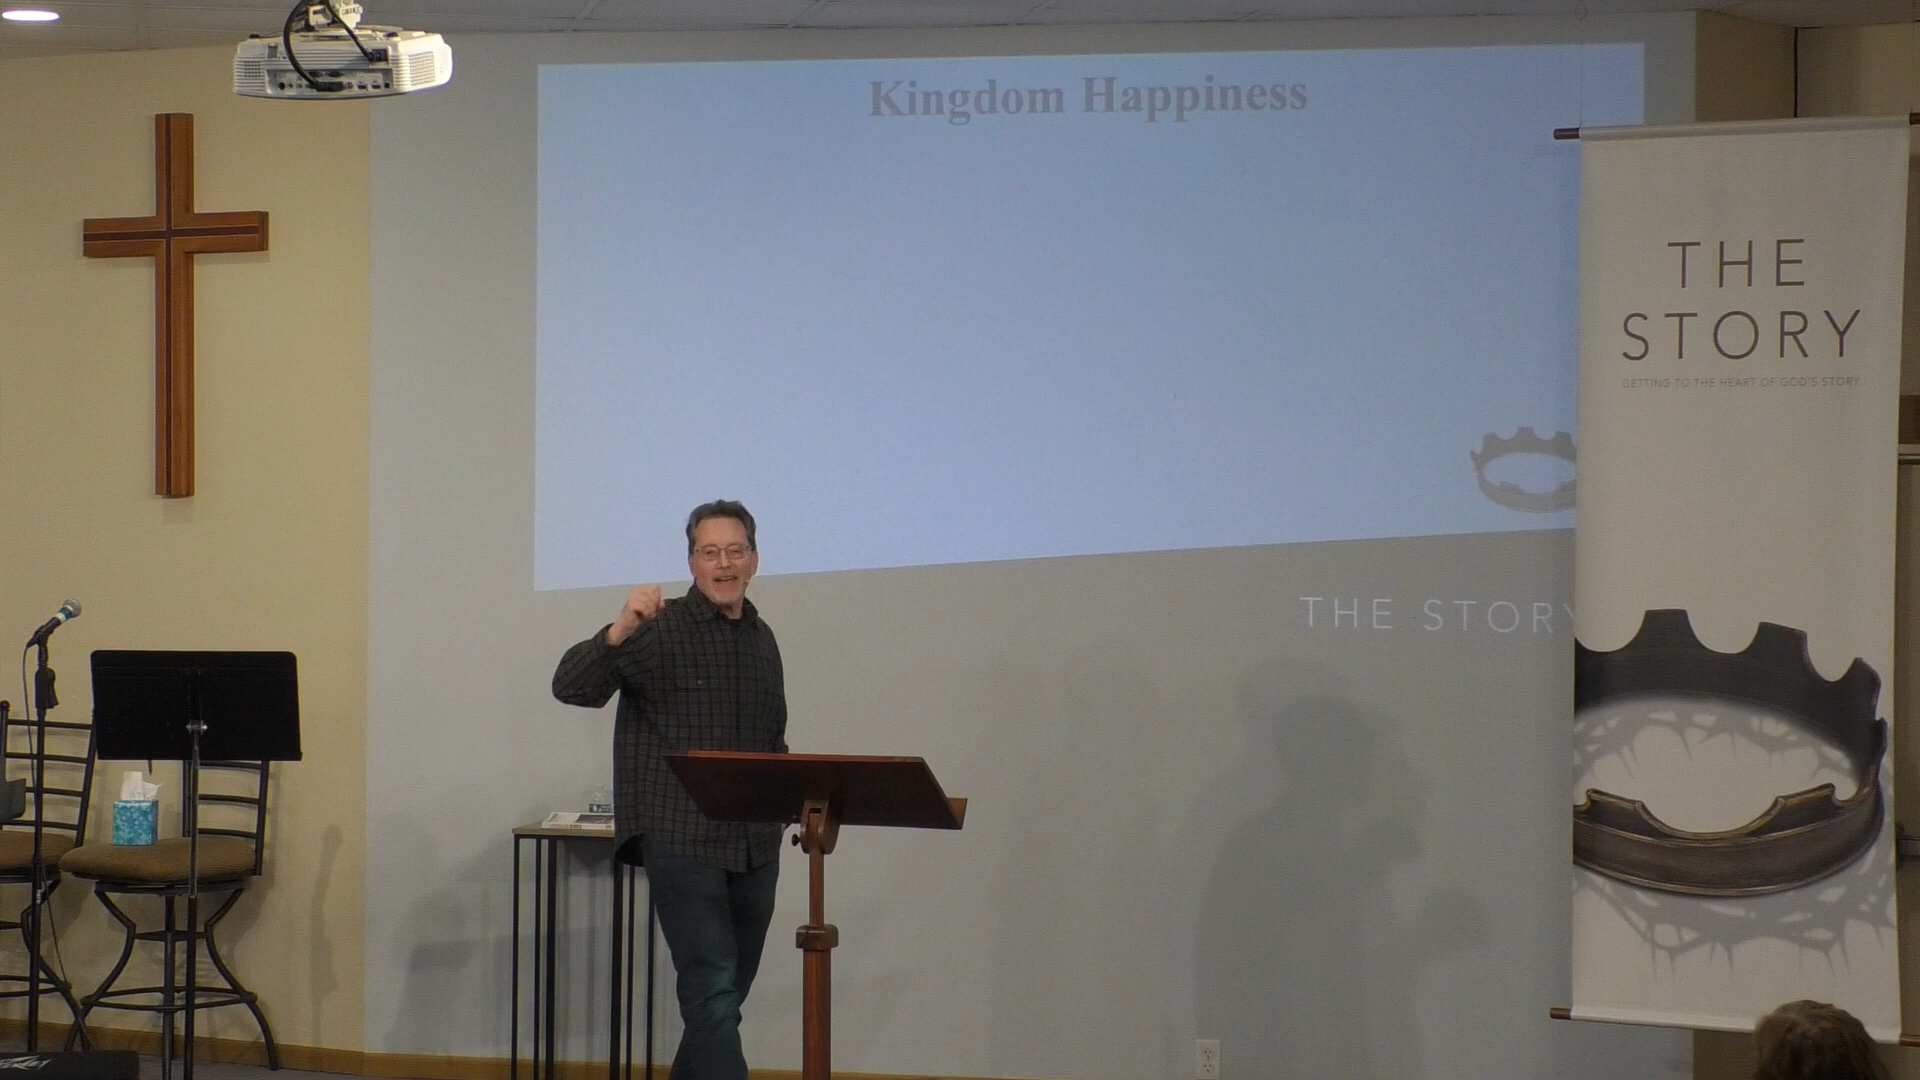 Kingdom Happiness
THE STORY
THE
STORY
GETTING TO THE HEART OF GOD'S STORY